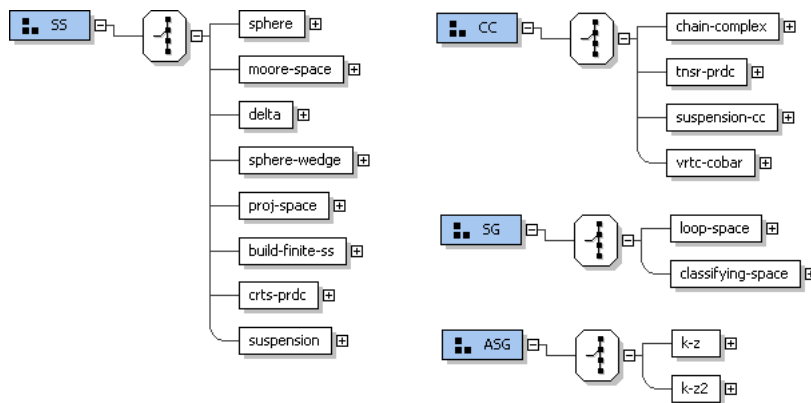 SS
sphere
moore-space
delta
sphere-wedge
proj-space
build-finite-ss
crts-prdc
suspension
CC
chain-complex
tnsr-prdc
suspension-cc
vrtc-cobar
SG
loop-space
classifying-space
ASG
k-z
k-z2